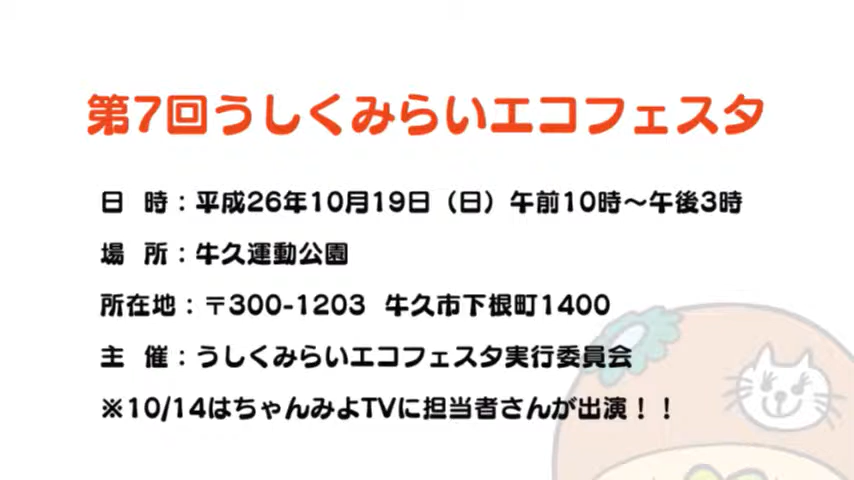 第7回うしくみらいエコフェスタ
日 時：平成26年10月19日（日）午前10時～午後3時
場 所：牛久運動公園
所在地：〒300-1203 牛久市下根町1400
主 催：うしくみらいエコフェスタ実行委員会
※10/14はちゃんみよTVに担当者さんが出演！！